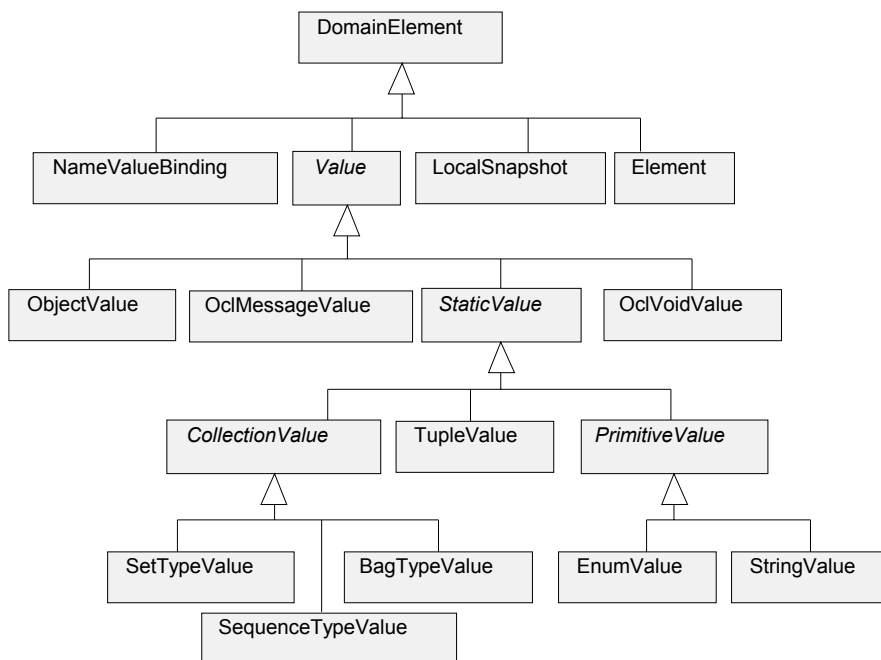 DomainElement
NameValueBinding
Value
LocalSnapshot
Element
ObjectValue
OclMessageValue
StaticValue
OclVoidValue
CollectionValue
TupleValue
PrimitiveValue
SetTypeValue
BagTypeValue
EnumValue
StringValue
SequenceTypeValue